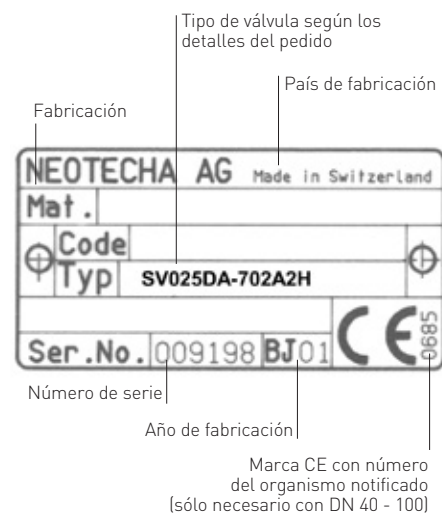 Tipo de válvula según los
detalles del pedido
País de fabricación
Fabricación
NEOTECHA AG Made in Switzerland
Mat.
Code
Typ SV025DA-702A2H
Ser.No. 009198 BJ 01 CE 0685
Número de serie
Año de fabricación
Marca CE con número
del organismo notificado
(sólo necesario con DN 40 - 100)